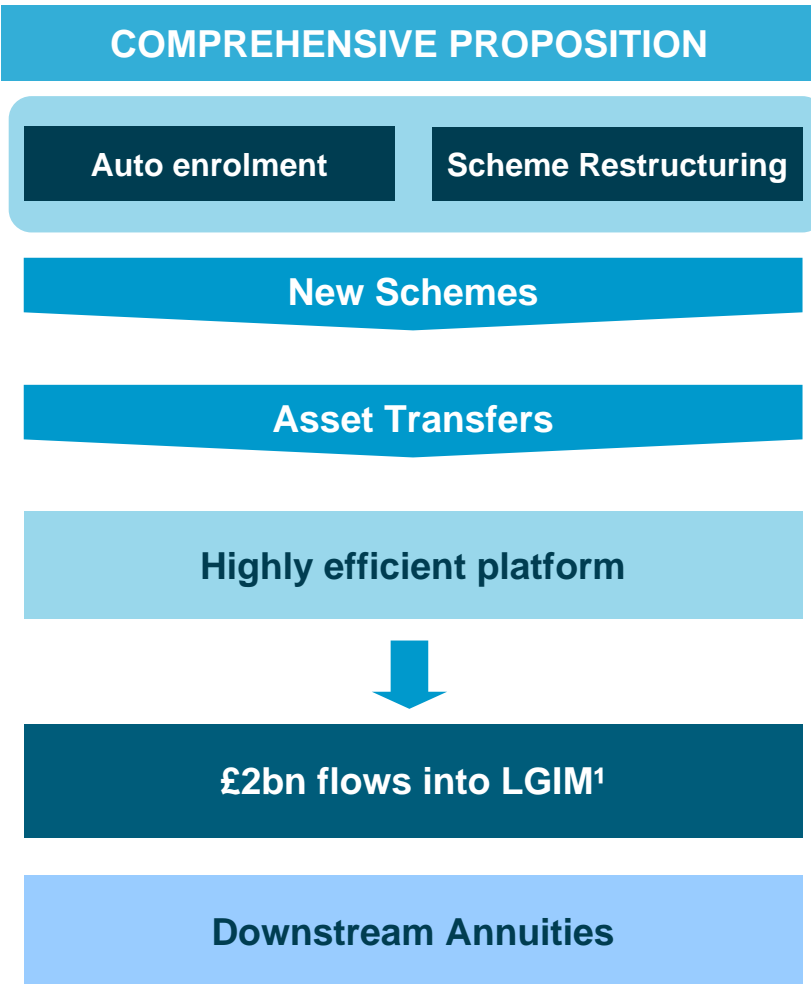 COMPREHENSIVE PROPOSITION
Auto enrolment
Scheme Restructuring
New Schemes
Asset Transfers
Highly efficient platform
£2bn flows into LGIM¹
Downstream Annuities